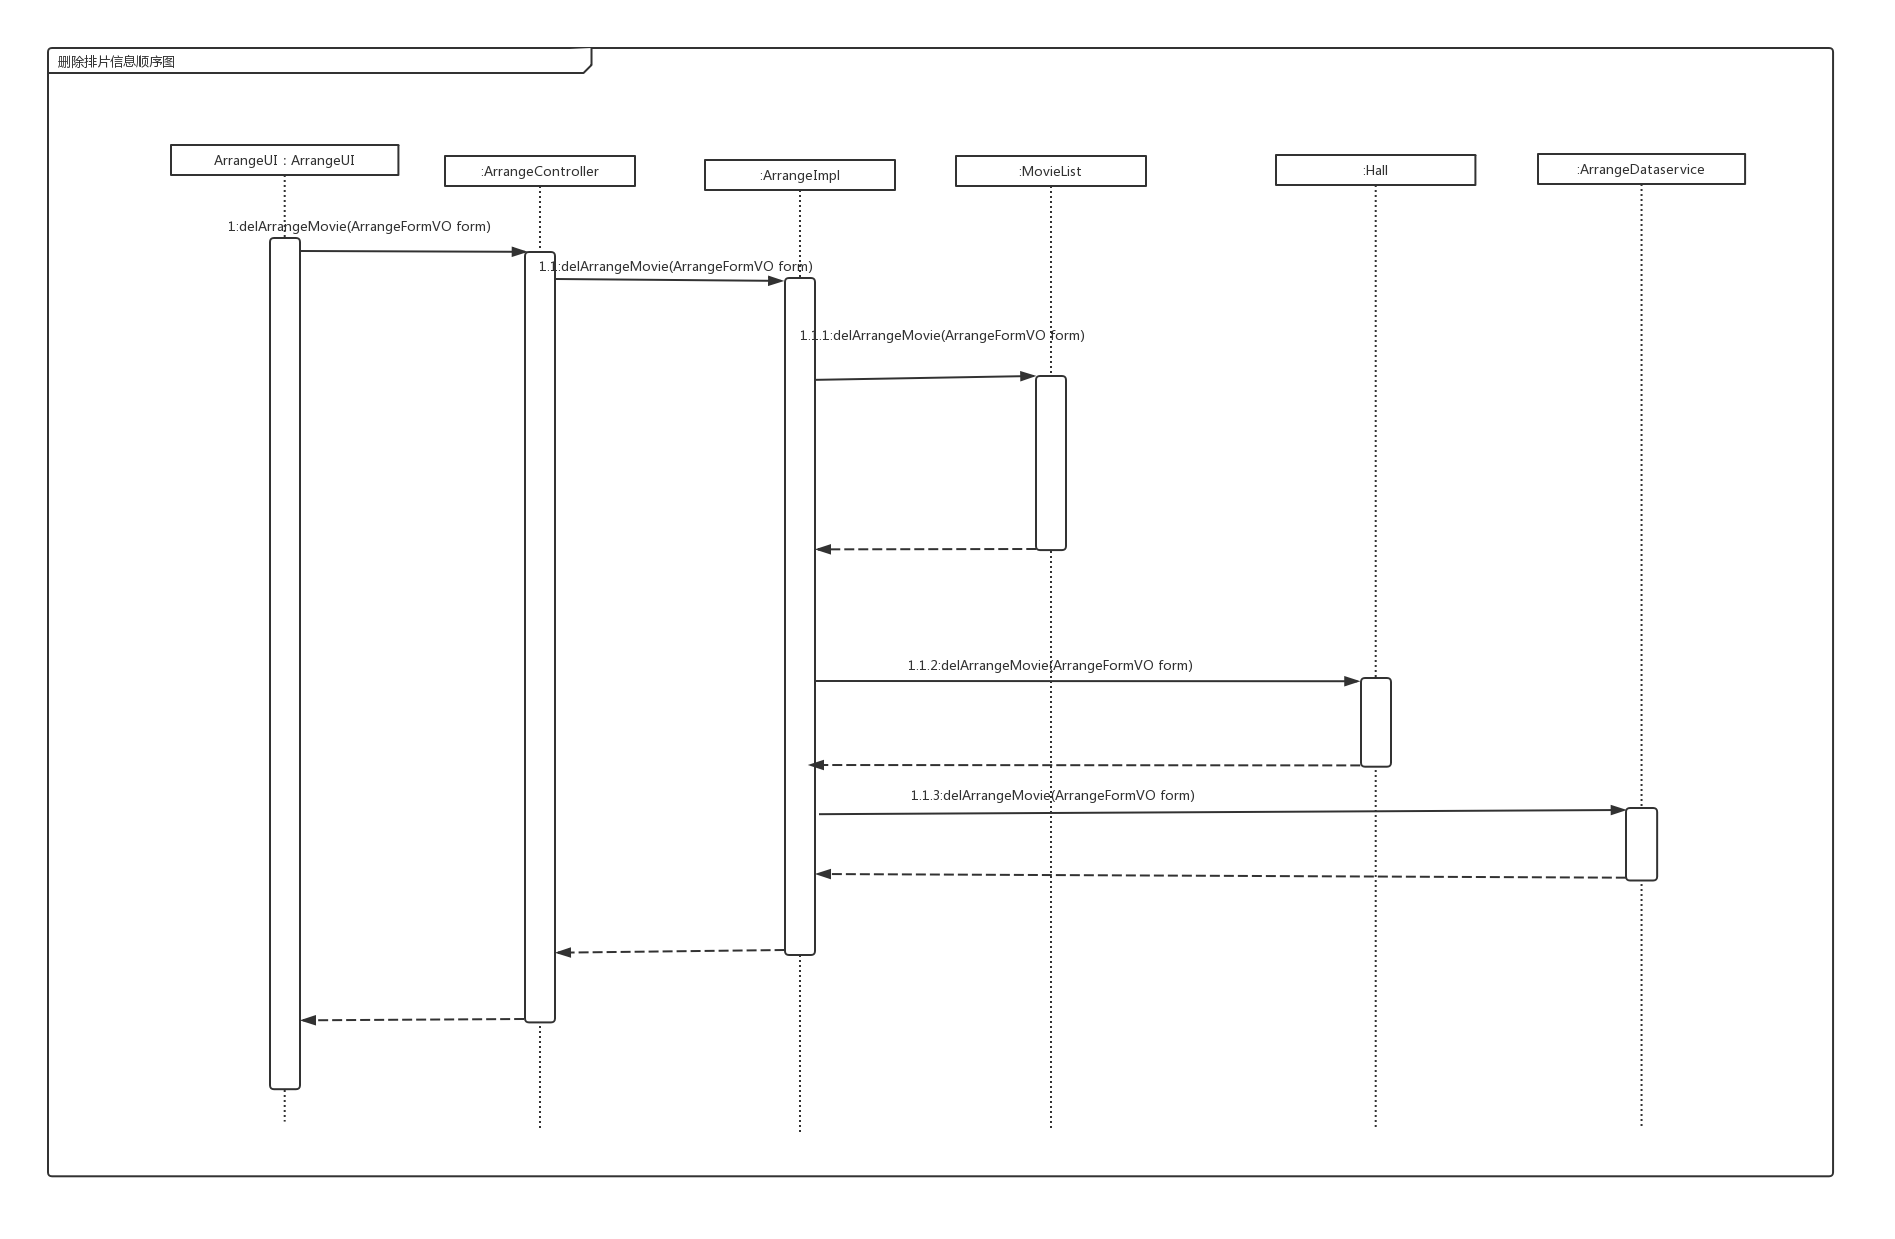 删除排片信息顺序图
ArrangeUI : ArrangeUI
:ArrangeController
:ArrangeImpl
:MovieList
:Hall
:ArrangeDataservice
1:delArrangeMovie(ArrangeFormVO form)
1.1:delArrangeMovie(ArrangeFormVO form)
1.1.1:delArrangeMovie(ArrangeFormVO form)
1.1.2:delArrangeMovie(ArrangeFormVO form)
1.1.3:delArrangeMovie(ArrangeFormVO form)